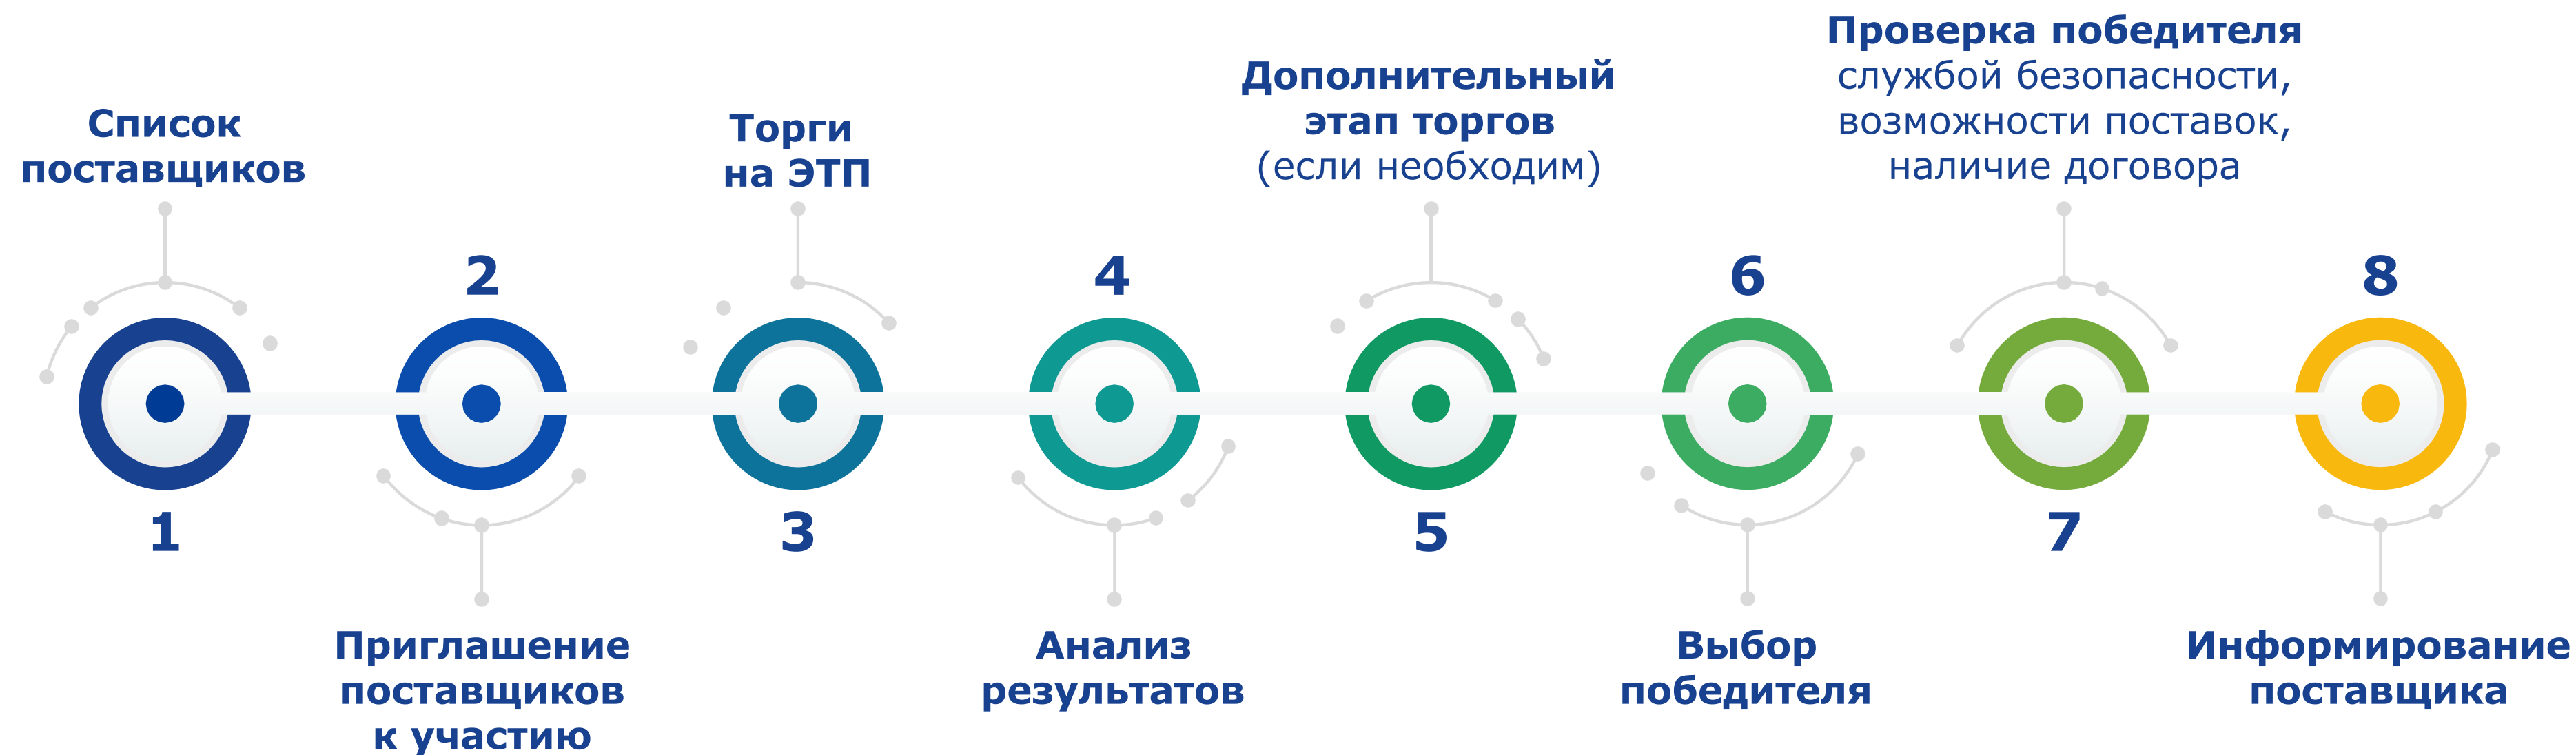 Список
поставщиков
1
2
Приглашение
поставщиков
к участию
Торги
на ЭТП
3
4
Анализ
результатов
Дополнительный
этап торгов
(если необходим)
5
6
Выбор
победителя
Проверка победителя
службой безопасности,
возможности поставок,
наличие договора
7
8
Информирование
поставщика